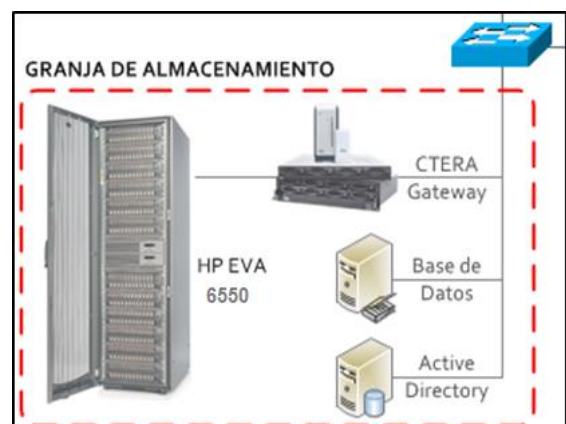 GRANJA DE ALMACENAMIENTO
CTERA
Gateway
HP EVA
6550
Base de
Datos
Active
Directory